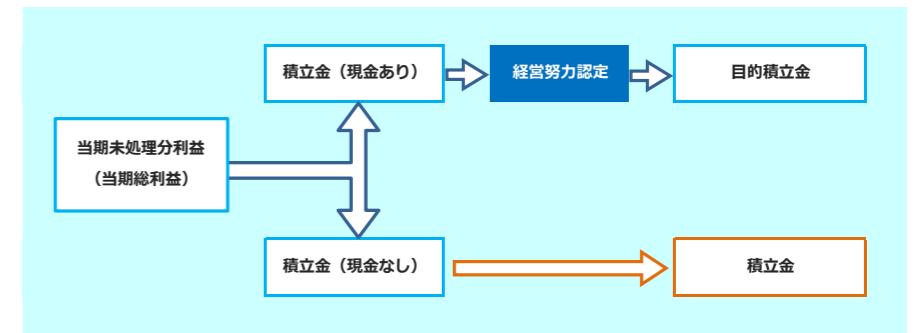 積立金（現金あり）
経営努力認定
目的積立金
当期未処理分利益
（当期総利益）
積立金（現金なし）
積立金